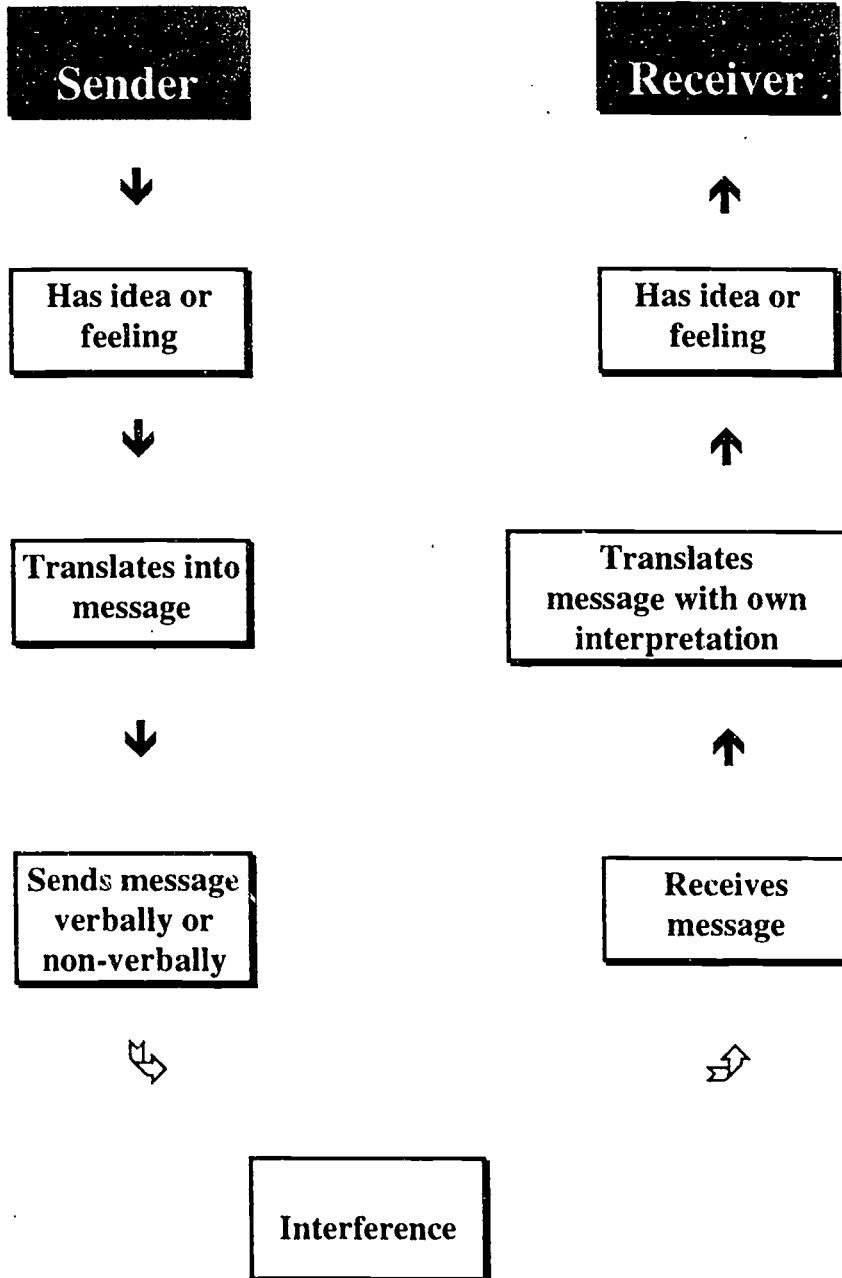 Sender
Has idea or
feeling
Translates into
message
Sends message
verbally or
non-verbally
Interference
Receives
message
Translates
message with own
interpretation
Has idea or
feeling
Receiver